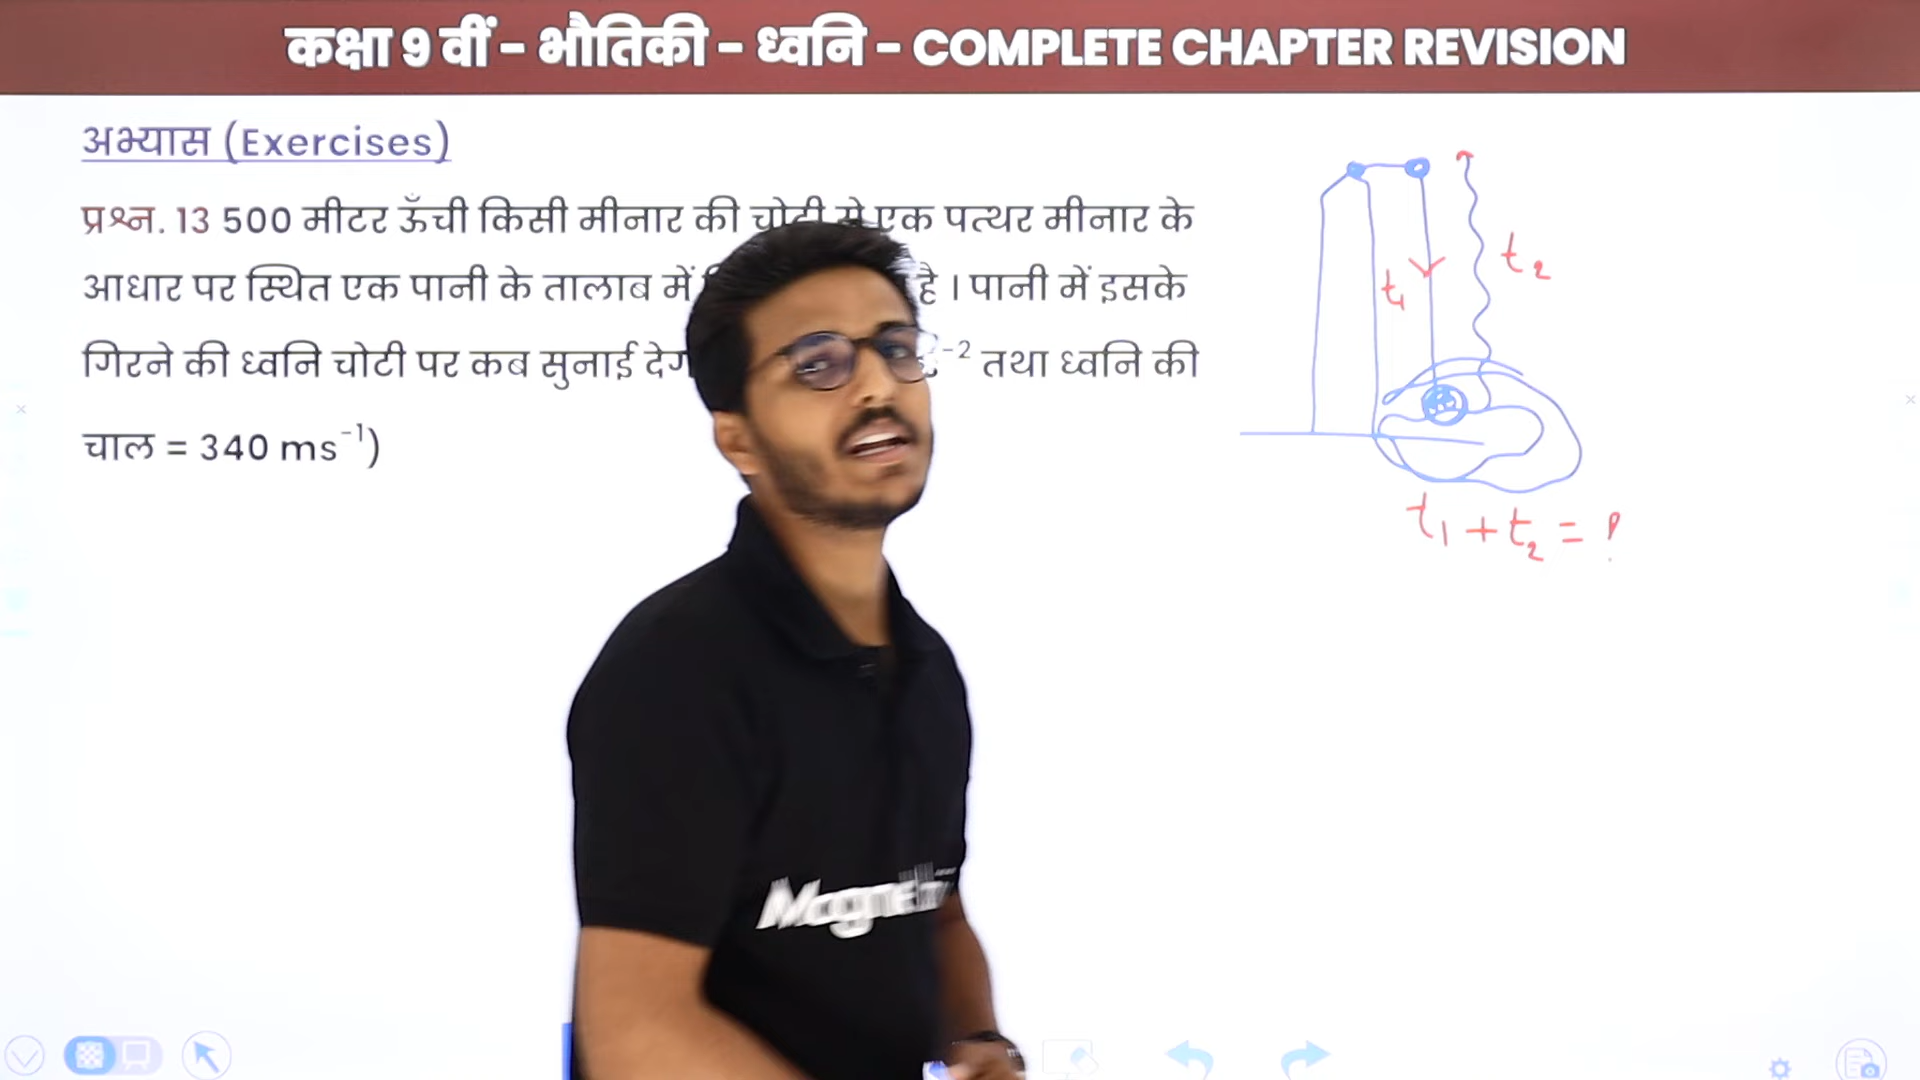 कक्षा 9 वीं - भौतिकी - ध्वनि - COMPLETE CHAPTER REVISION
अभ्यास (Exercises)
प्रश्न. 13 500 मीटर ऊँची किसी मीनार की चोटी से एक पत्थर मीनार के
आधार पर स्थित एक पानी के तालाब में है । पानी में इसके
गिरने की ध्वनि चोटी पर कब सुनाई देग ⁻² तथा ध्वनि की
चाल = 340 ms⁻¹)
t₁
t₂
t₁ + t₂ = ?